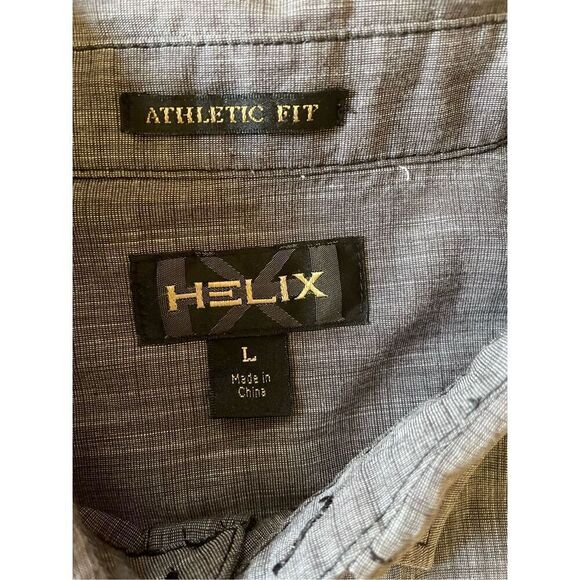 ATHLETIC FIT
HELIX
L
Made in
China